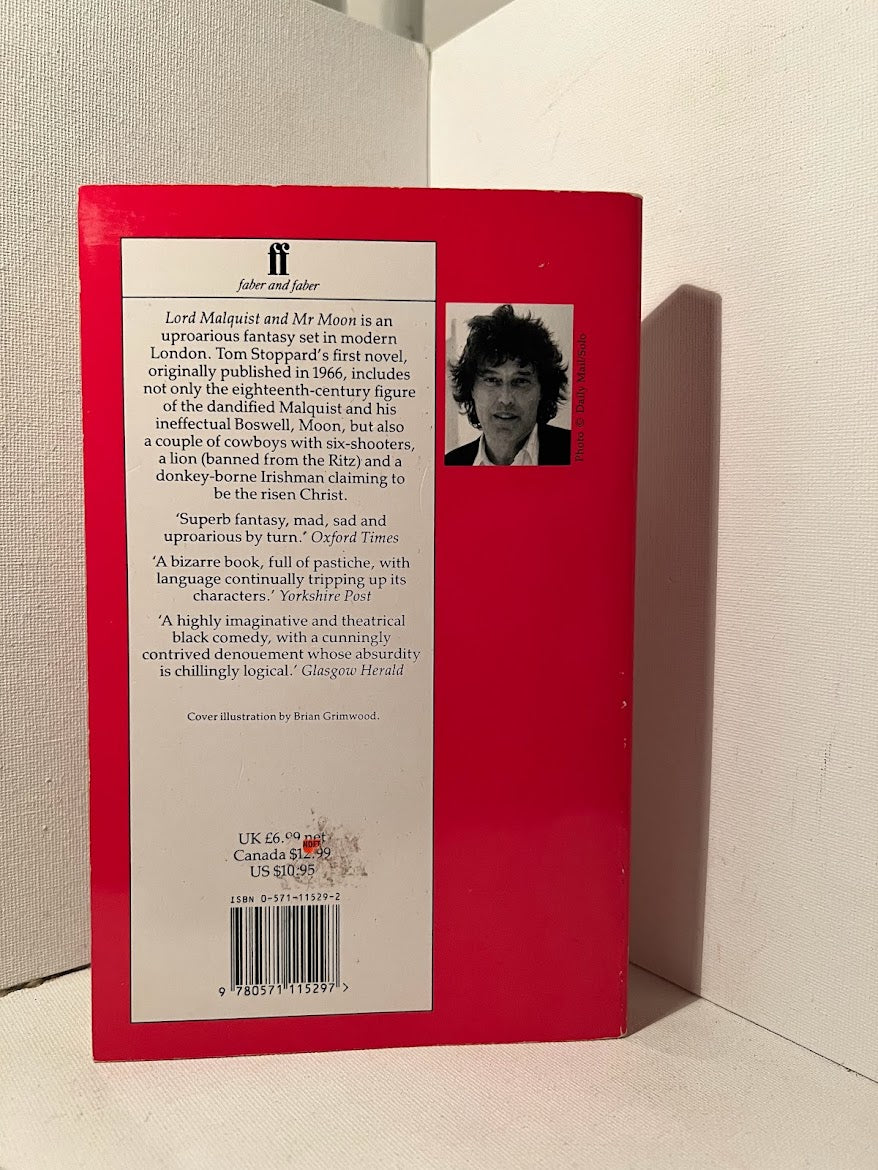 ff
faber and faber
Lord Malquist and Mr Moon is an
uproarious fantasy set in modern
London. Tom Stoppard's first novel,
originally published in 1966, includes
not only the eighteenth-century figure
of the dandified Malquist and his
ineffectual Boswell, Moon, but also
a couple of cowboys with six-shooters,
a lion (banned from the Ritz) and a
donkey-borne Irishman claiming to
be the risen Christ.
'Superb fantasy, mad, sad and
uproarious by turn.' Oxford Times
'A bizarre book, full of pastiche, with
language continually tripping up its
characters.' Yorkshire Post
'A highly imaginative and theatrical
black comedy, with a cunningly
contrived denouement whose absurdity
is chillingly logical.' Glasgow Herald
Cover illustration by Brian Grimwood.
UK £6.99 net
Canada $12.99
US $10.95
ISBN 0-571-11529-2
9 780571 115297 >
Photo © Daily Mail/Solo